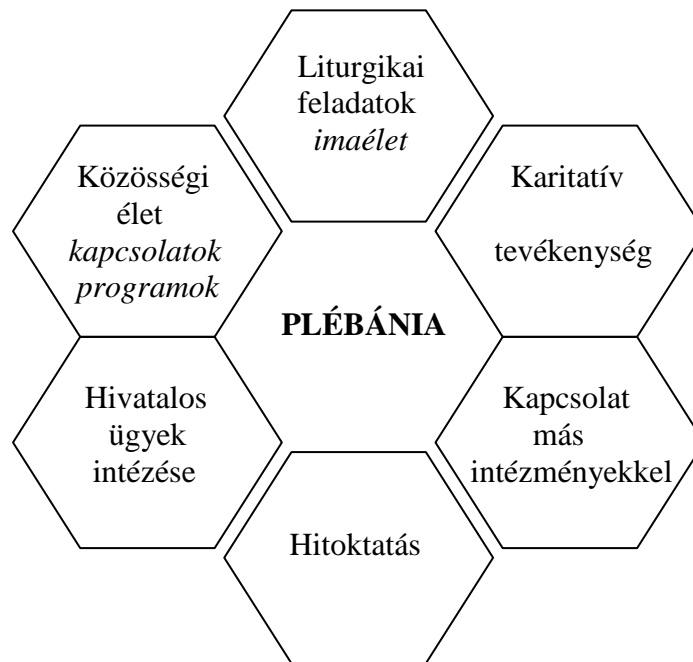 Liturgikai
feladatok
imaélet
Közösségi
élet
kapcsolatok
programok
Karitatív
tevékenység
PLÉBÁNIA
Hivatalos
ügyek
intézése
Kapcsolat
más
intézményekkel
Hitoktatás